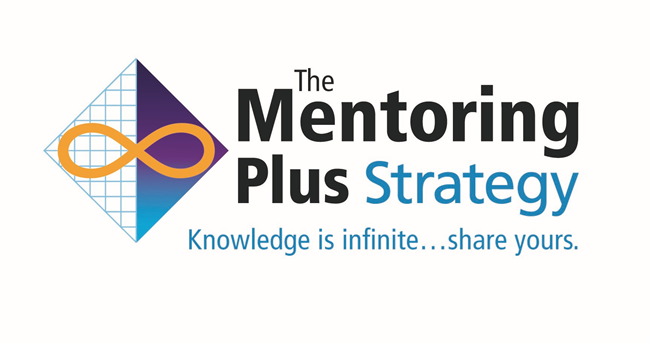 The
Mentoring
Plus Strategy
Knowledge is infinite…share yours.